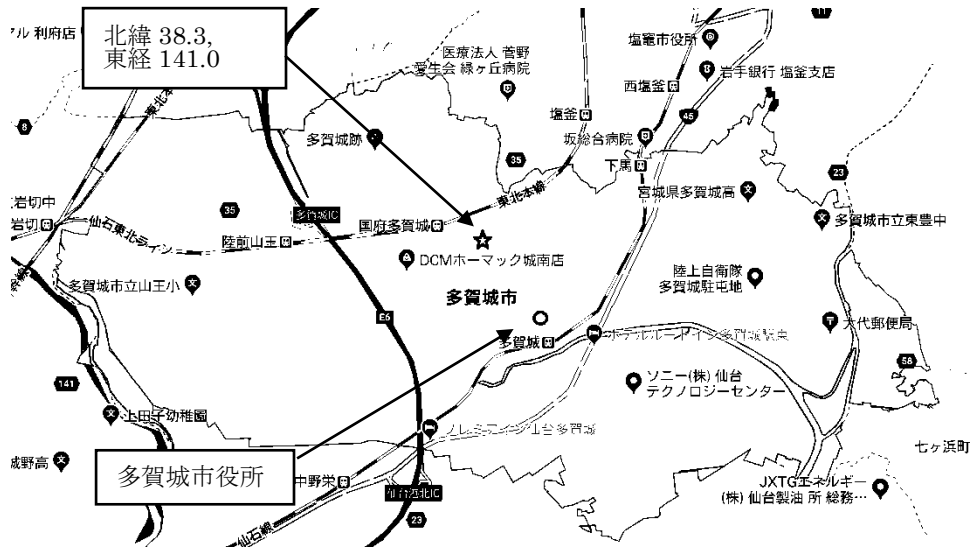 北緯 38.3,
東経 141.0
利府店
8
多賀城跡
医療法人 菅野
愛生会 緑ヶ丘病院
塩竈市役所
岩手銀行 塩釜支店
西塩釜
45
塩釜
坂総合病院
下馬
35
23
宮城県多賀城高
多賀城市立東豊中
東北本線
岩切中
岩切
仙石東北ライン
35
多賀城IC
陸前山王
国府多賀城
DCMホーマック城南店
多賀城市立山王小
多賀城市
陸上自衛隊
多賀城駐屯地
E6
多賀城
大代郵便局
58
141
ソニー(株) 仙台
テクノロジーセンター
上田子幼稚園
城野高
多賀城市役所
中野栄
仙台港北IC
23
仙石線
七ヶ浜町
JXTGエネルギー
(株) 仙台製油 所 総務…